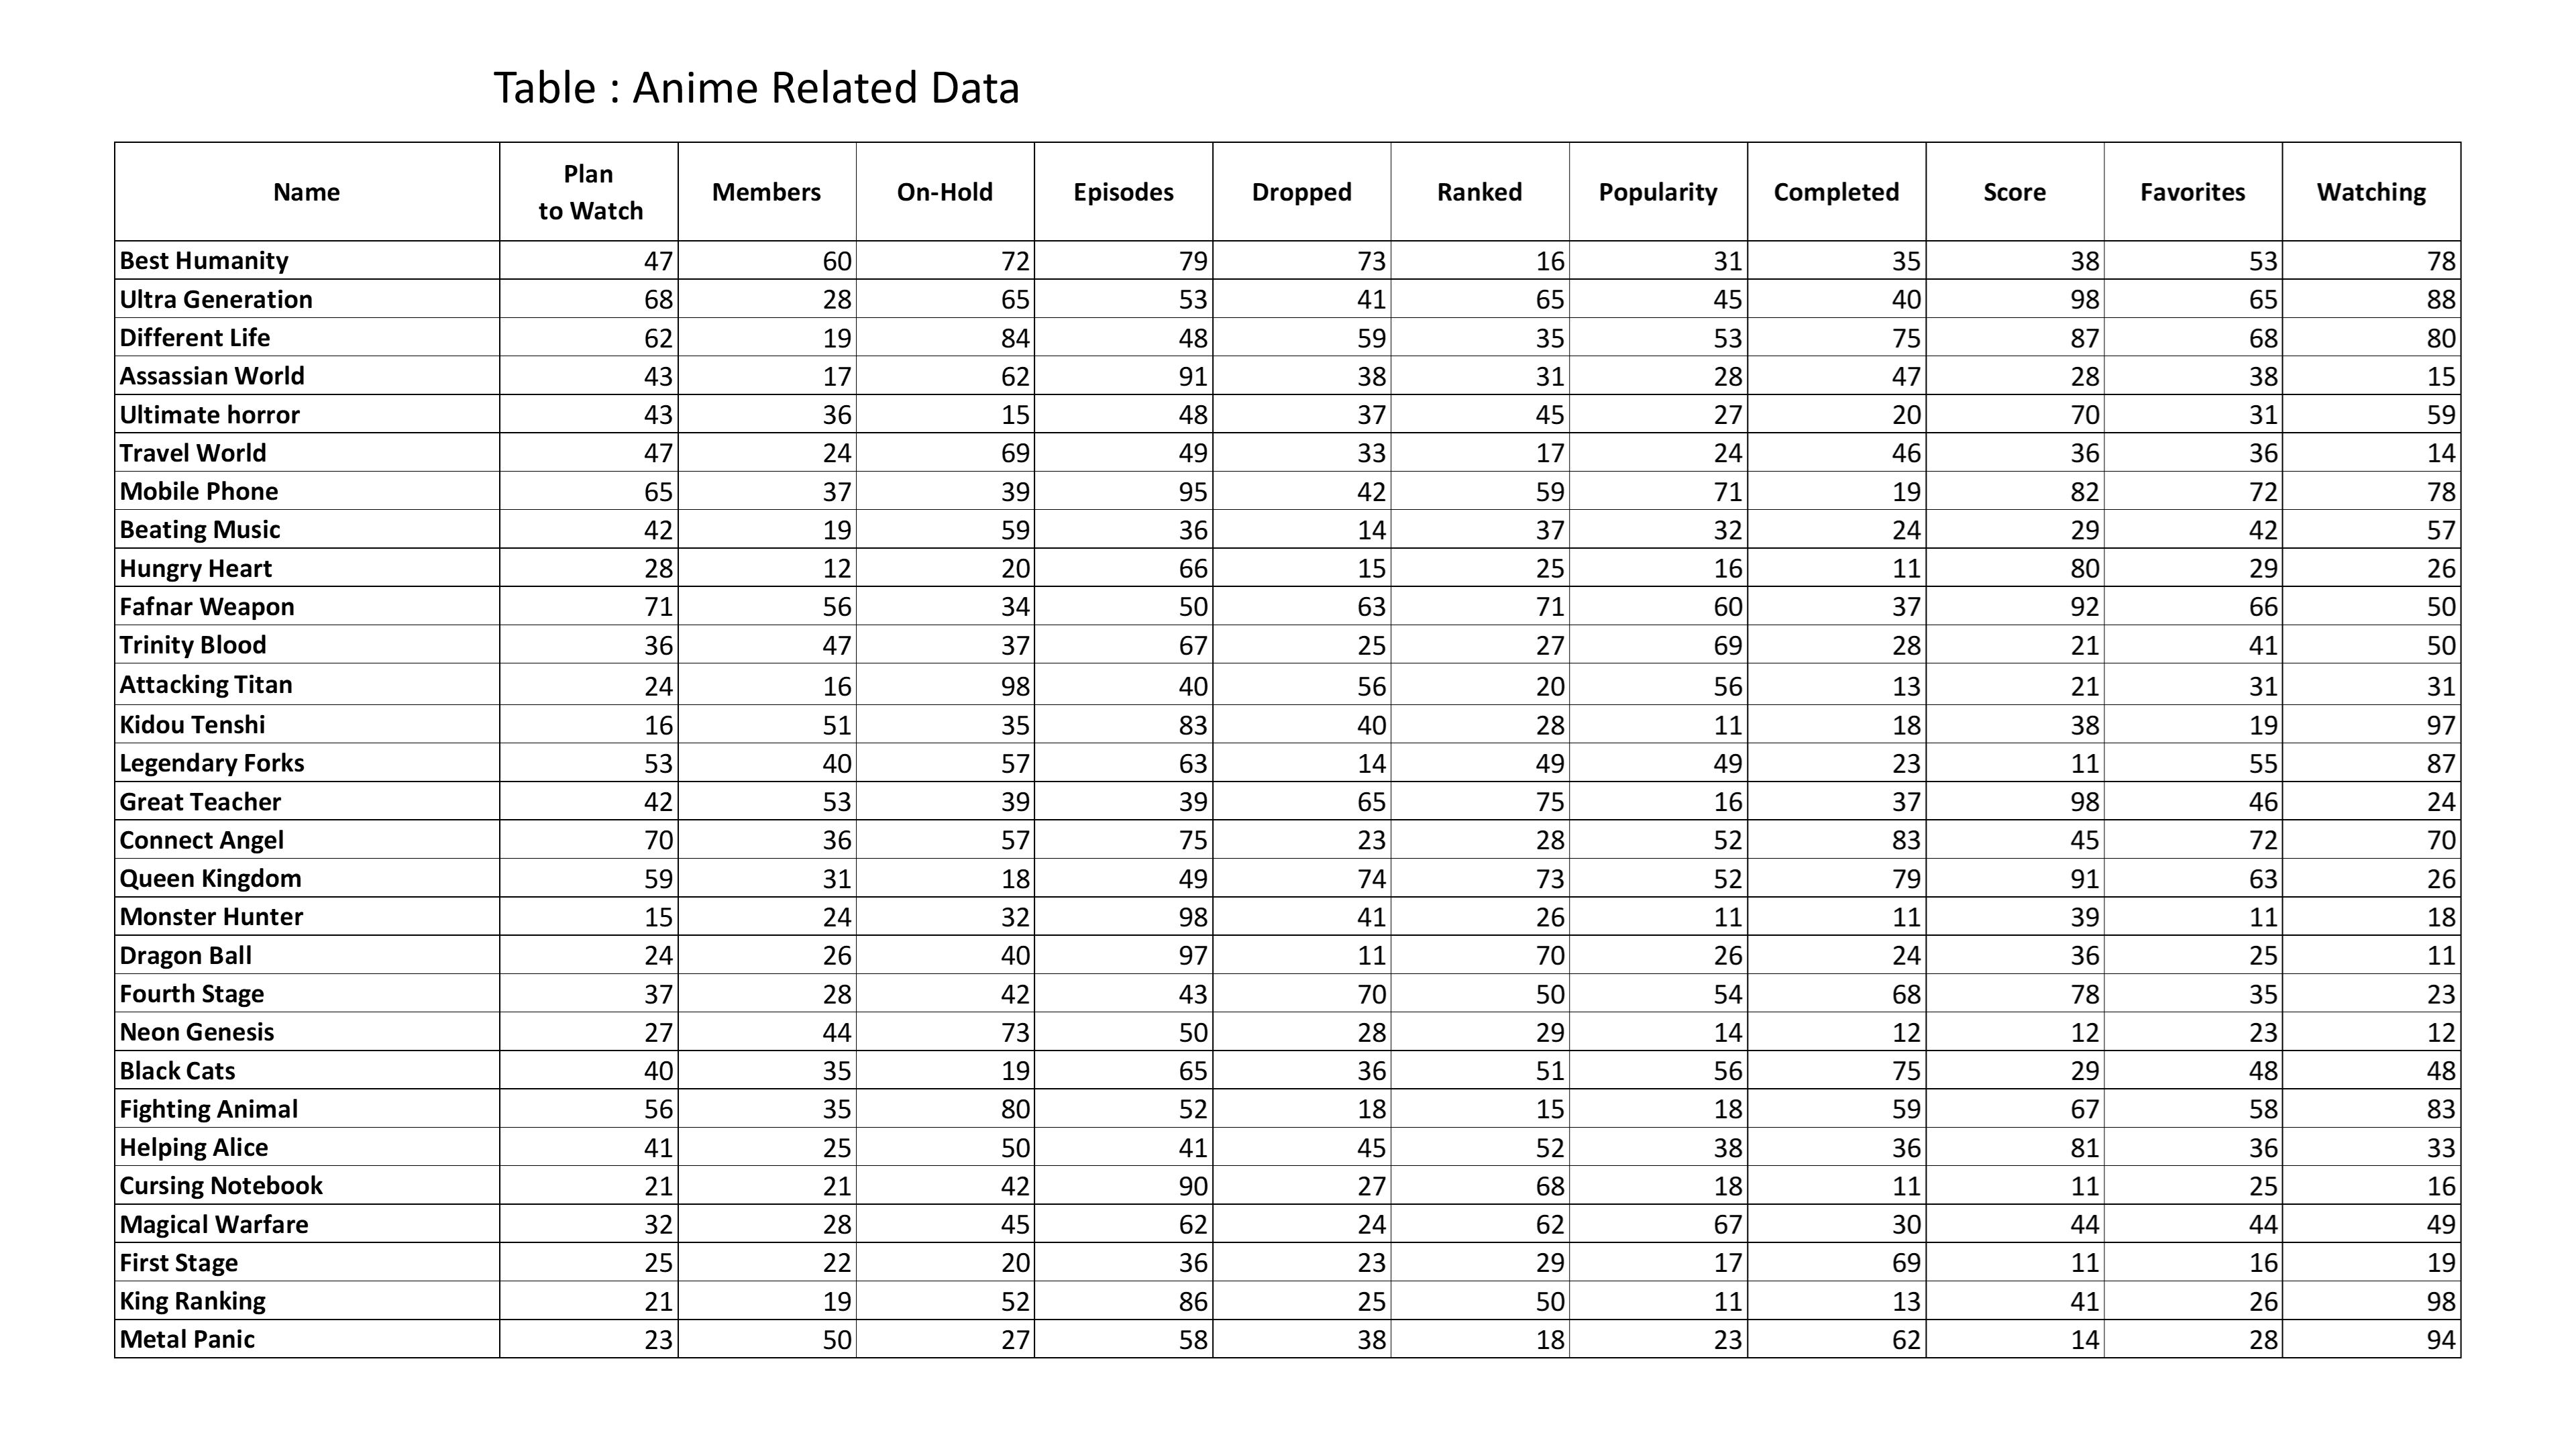 Table : Anime Related Data
Name Plan to Watch Members On-Hold Episodes Dropped Ranked Popularity Completed Score Favorites Watching
Best Humanity 47 60 72 79 73 16 31 35 38 53 78
Ultra Generation 68 28 65 53 41 65 45 40 98 65 88
Different Life 62 19 84 48 59 35 53 75 87 68 80
Assassian World 43 17 62 91 38 31 28 47 28 38 15
Ultimate horror 43 36 15 48 37 45 27 20 70 31 59
Travel World 47 24 69 49 33 17 24 46 36 36 14
Mobile Phone 65 37 39 95 42 59 71 19 82 72 78
Beating Music 42 19 59 36 14 37 32 24 29 42 57
Hungry Heart 28 12 20 66 15 25 16 11 80 29 26
Fafnar Weapon 71 56 34 50 63 71 60 37 92 66 50
Trinity Blood 36 47 37 67 25 27 69 28 21 41 50
Attacking Titan 24 16 98 40 56 20 56 13 21 31 31
Kidou Tenshi 16 51 35 83 40 28 11 18 38 19 97
Legendary Forks 53 40 57 63 14 49 49 23 11 55 87
Great Teacher 42 53 39 39 65 75 16 37 98 46 24
Connect Angel 70 36 57 75 23 28 52 83 45 72 70
Queen Kingdom 59 31 18 49 74 73 52 79 91 63 26
Monster Hunter 15 24 32 98 41 26 11 11 39 11 18
Dragon Ball 24 26 40 97 11 70 26 24 36 25 11
Fourth Stage 37 28 42 43 70 50 54 68 78 35 23
Neon Genesis 27 44 73 50 28 29 14 12 12 23 12
Black Cats 40 35 19 65 36 51 56 75 29 48 48
Fighting Animal 56 35 80 52 18 15 18 59 67 58 83
Helping Alice 41 25 50 41 45 52 38 36 81 36 33
Cursing Notebook 21 21 42 90 27 68 18 11 11 25 16
Magical Warfare 32 28 45 62 24 62 67 30 44 44 49
First Stage 25 22 20 36 23 29 17 69 11 16 19
King Ranking 21 19 52 86 25 50 11 13 41 26 98
Metal Panic 23 50 27 58 38 18 23 62 14 28 94